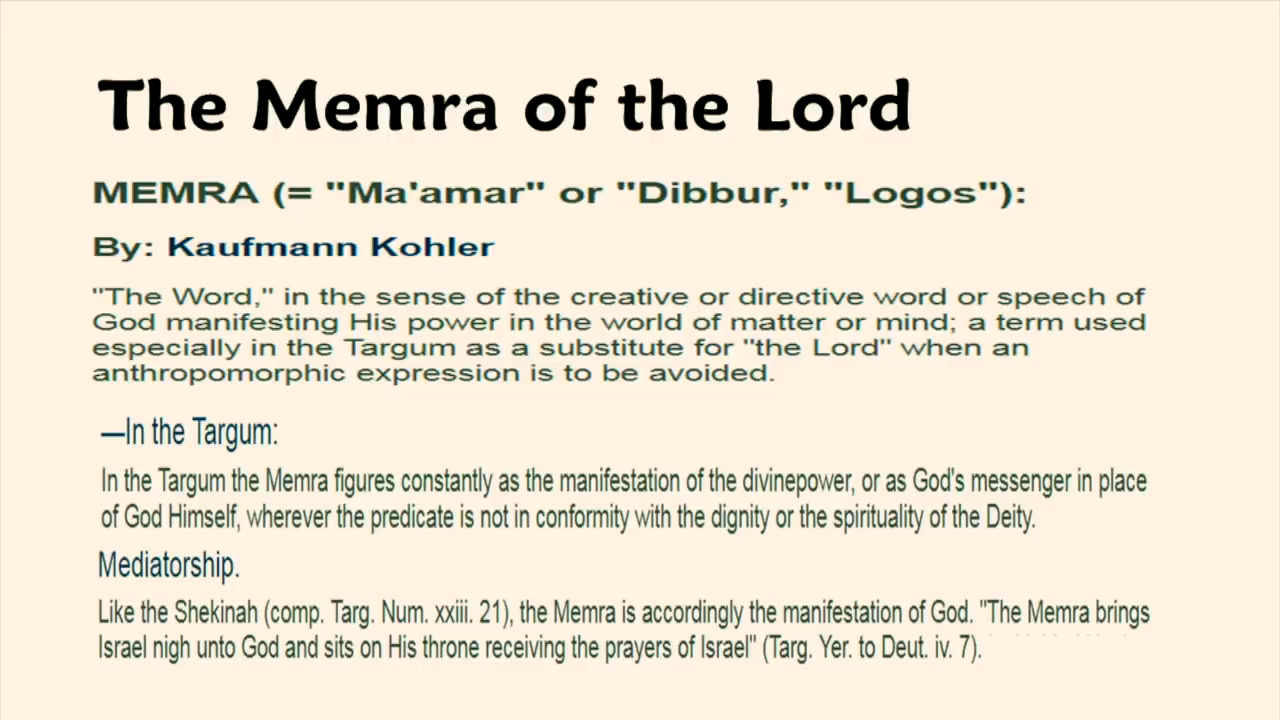 The Memra of the Lord
MEMRA (= "Ma'amar" or "Dibbur," "Logos"):
By: Kaufmann Kohler
"The Word," in the sense of the creative or directive word or speech of
God manifesting His power in the world of matter or mind; a term used
especially in the Targum as a substitute for "the Lord" when an
anthropomorphic expression is to be avoided.
—In the Targum:
In the Targum the Memra figures constantly as the manifestation of the divinepower, or as God's messenger in place
of God Himself, wherever the predicate is not in conformity with the dignity or the spirituality of the Deity.
Mediatorship.
Like the Shekinah (comp. Targ. Num. xxiii. 21), the Memra is accordingly the manifestation of God. "The Memra brings
Israel nigh unto God and sits on His throne receiving the prayers of Israel" (Targ. Yer. to Deut. iv. 7).